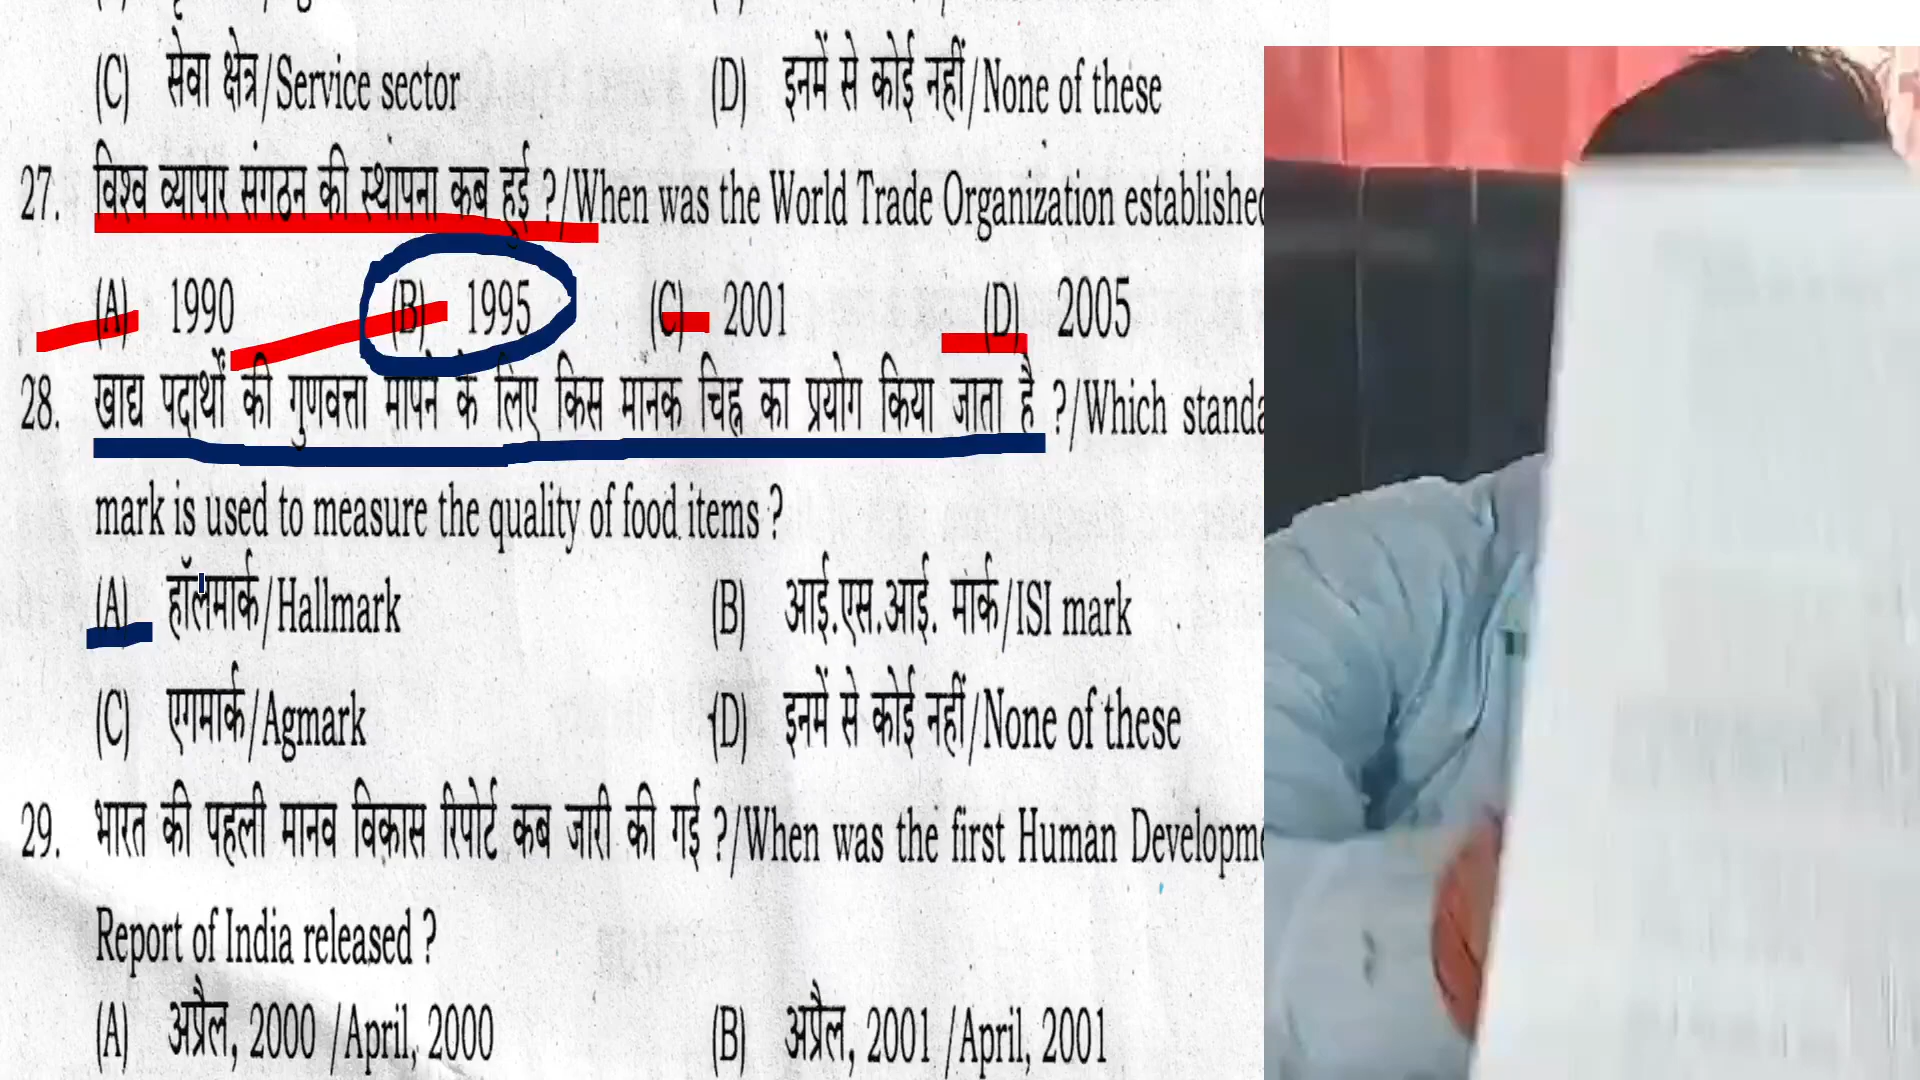 (C) सेवा क्षेत्र/Service sector (D) इनमें से कोई नहीं/None of these
27. विश्व व्यापार संगठन की स्थापना कब हुई ?/When was the World Trade Organization established
(A) 1990 (B) 1995 (C) 2001 (D) 2005
28. खाद्य पदार्थों की गुणवत्ता मापने के लिए किस मानक चिह्न का प्रयोग किया जाता है ?/Which standa
mark is used to measure the quality of food items ?
(A) हॉलमार्क/Hallmark (B) आई.एस.आई. मार्क/ISI mark
(C) एगमार्क/Agmark (D) इनमें से कोई नहीं/None of these
29. भारत की पहली मानव विकास रिपोर्ट कब जारी की गई ?/When was the first Human Developme
Report of India released ?
(A) अप्रैल, 2000 /April, 2000 (B) अप्रैल, 2001 /April, 2001